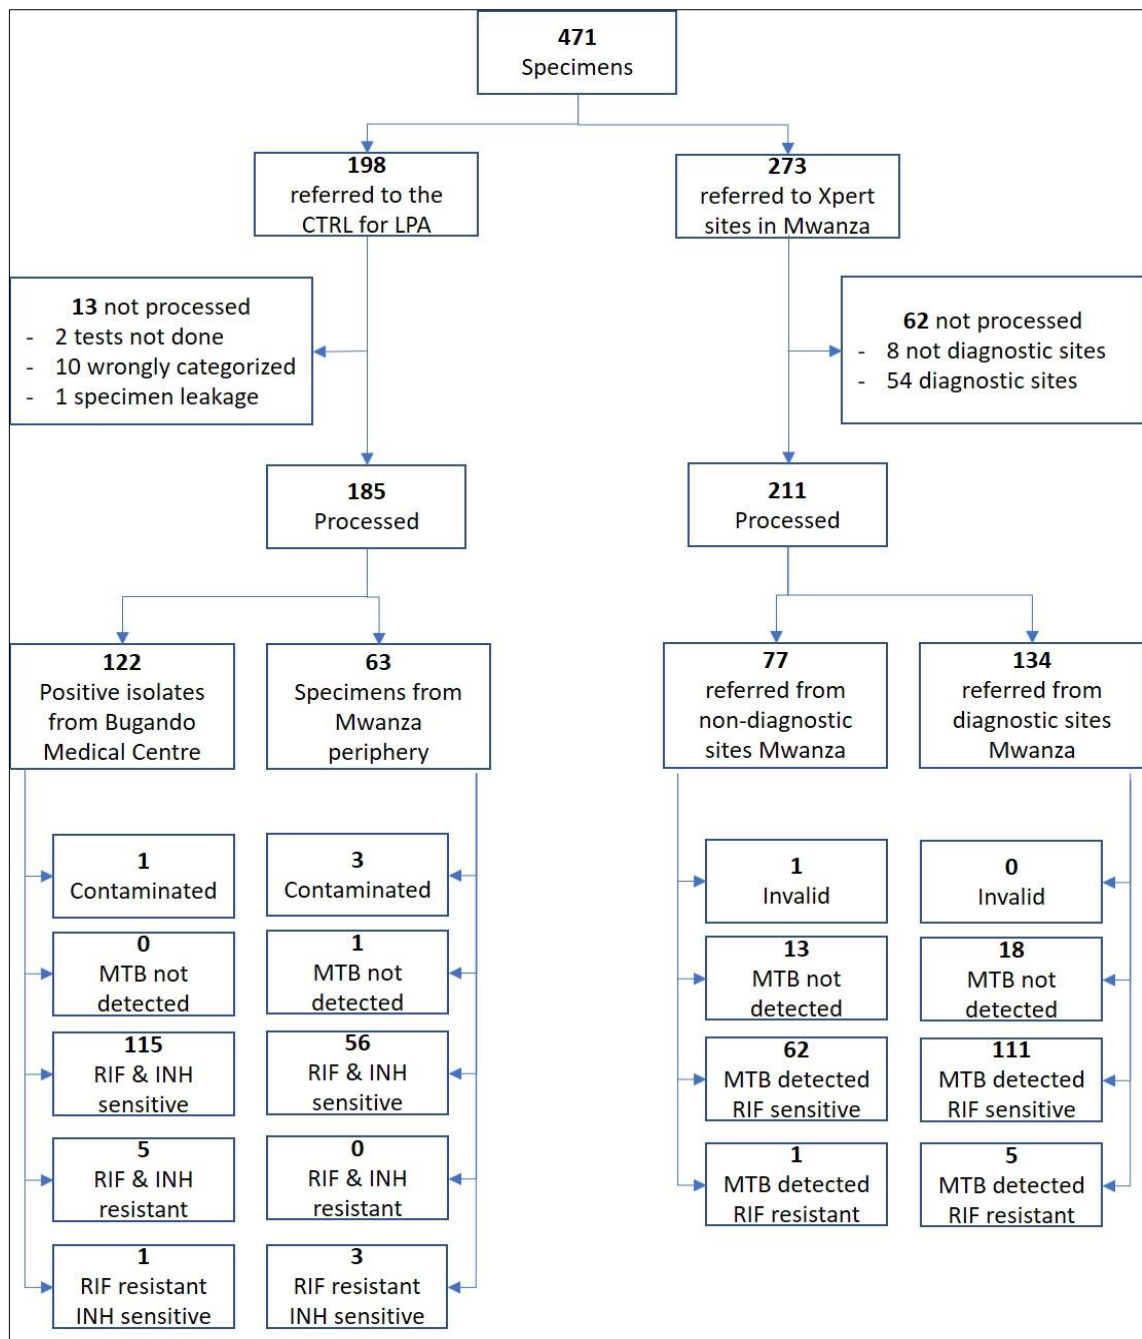 471
Specimens
198
referred to the
CTRL for LPA
273
referred to Xpert
sites in Mwanza
13 not processed
- 2 tests not done
- 10 wrongly categorized
- 1 specimen leakage
62 not processed
- 8 not diagnostic sites
- 54 diagnostic sites
185
Processed
211
Processed
122
Positive isolates
from Bugando
Medical Centre
63
Specimens from
Mwanza
periphery
77
referred from
non-diagnostic
sites Mwanza
134
referred from
diagnostic sites
Mwanza
1
Contaminated
3
Contaminated
1
Invalid
0
Invalid
0
MTB not
detected
1
MTB not
detected
13
MTB not
detected
18
MTB not
detected
115
RIF & INH
sensitive
56
RIF & INH
sensitive
62
MTB detected
RIF sensitive
111
MTB detected
RIF sensitive
5
RIF & INH
resistant
0
RIF & INH
resistant
1
MTB detected
RIF resistant
5
MTB detected
RIF resistant
1
RIF resistant
INH sensitive
3
RIF resistant
INH sensitive